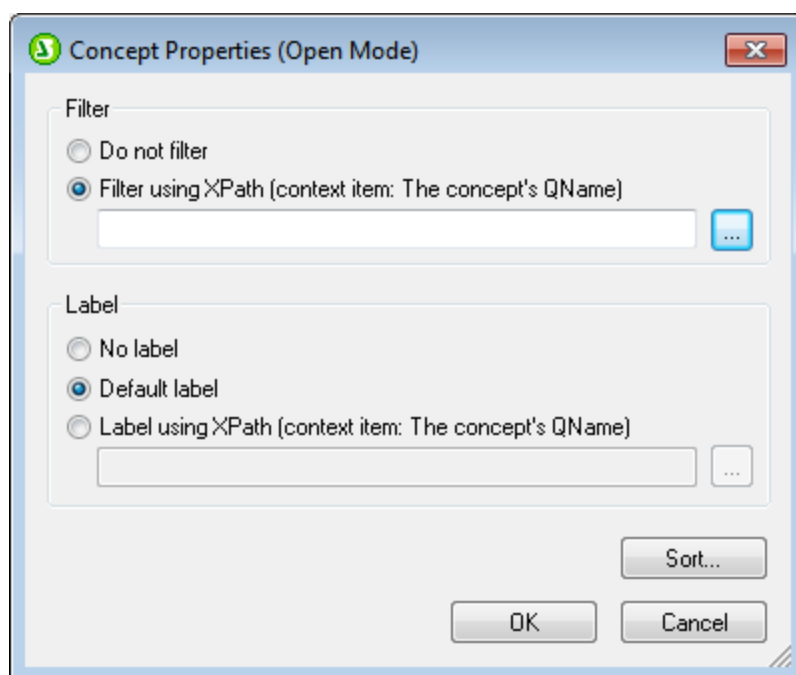 Concept Properties (Open Mode)
Filter
Do not filter
Filter using XPath (context item: The concept's QName)
...
Label
No label
Default label
Label using XPath (context item: The concept's QName)
...
Sort...
OK Cancel